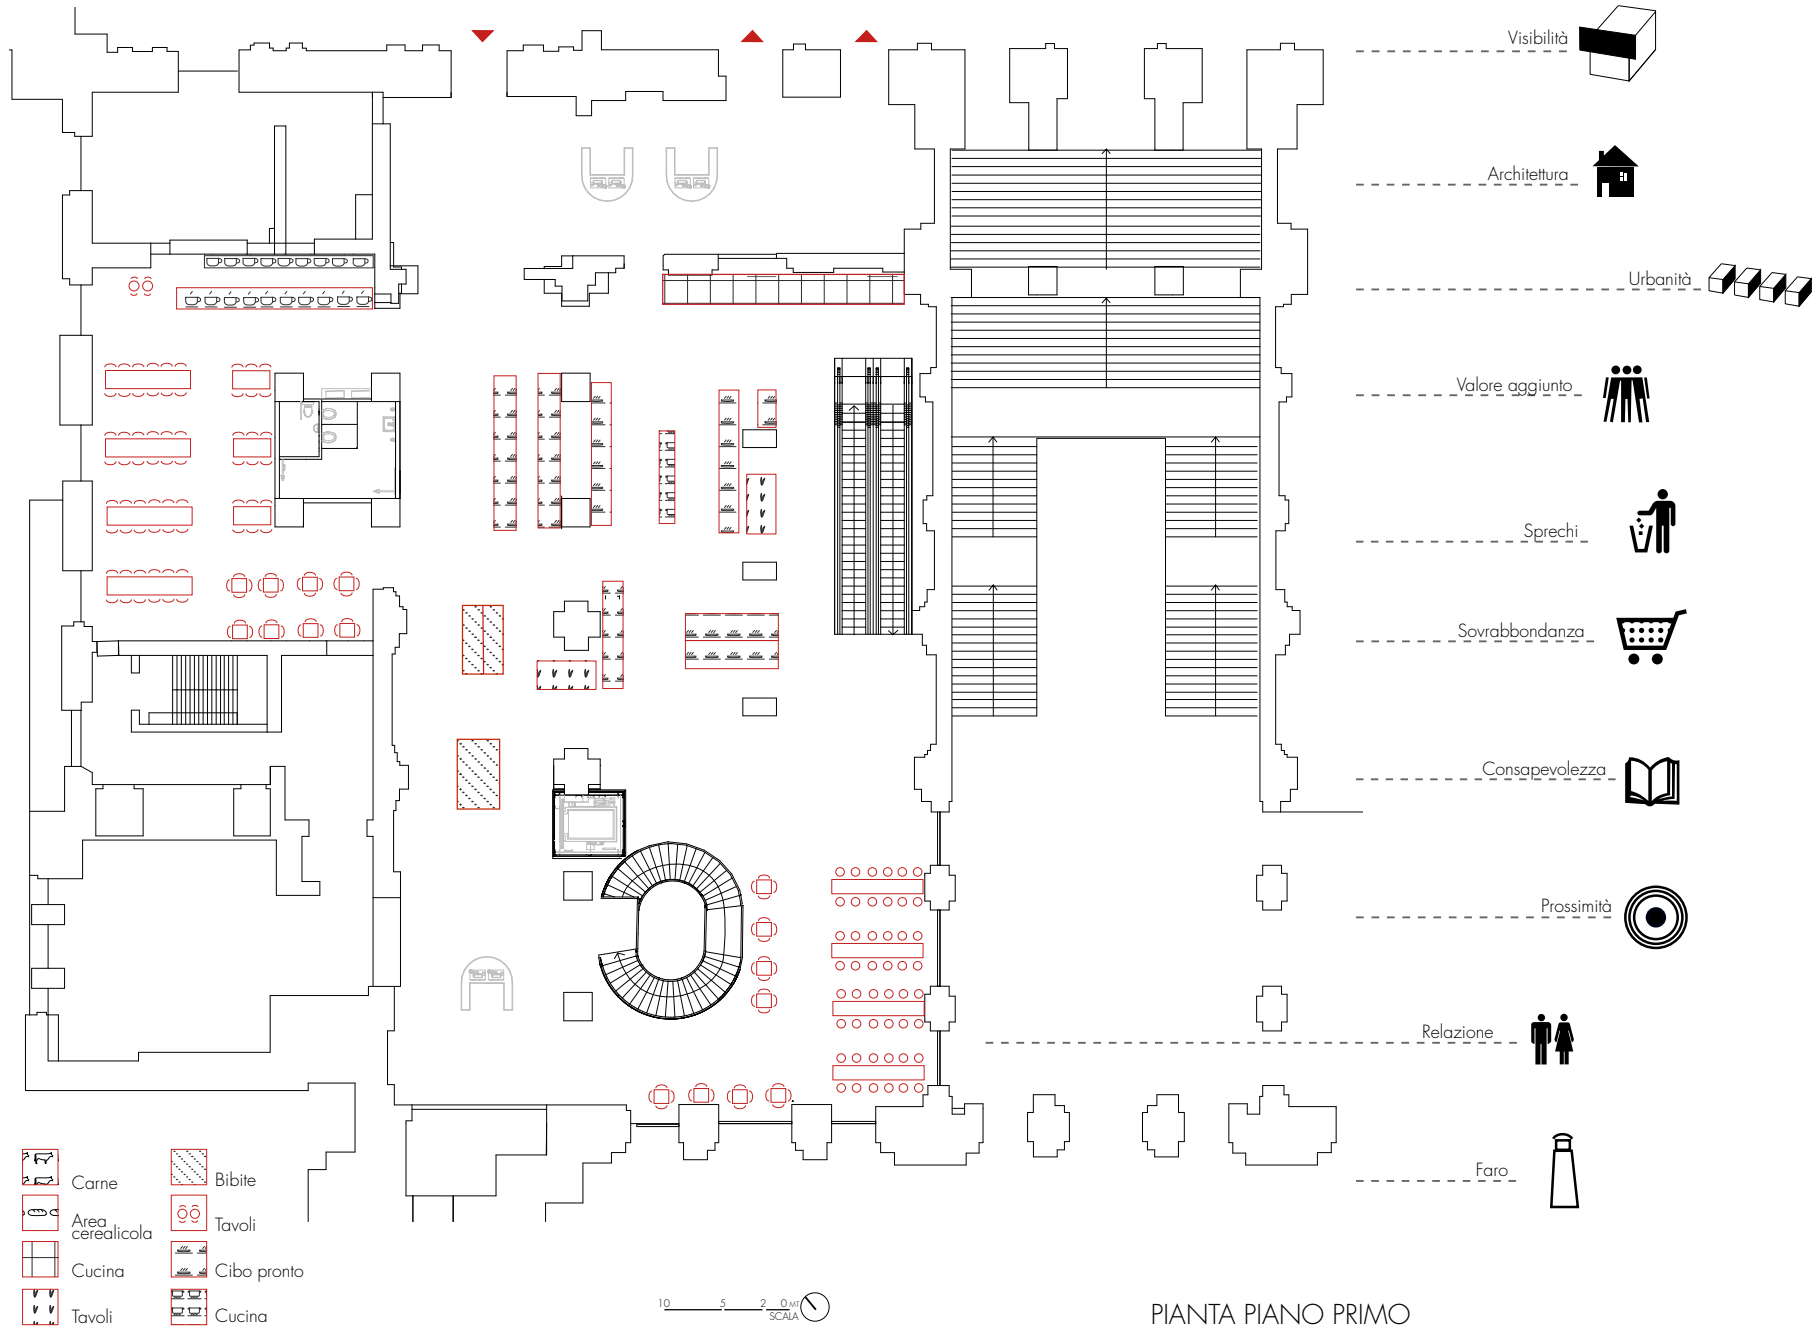 Visibilità
Architettura
Urbanità
Valore aggiunto
Sprechi
Sovrabbondanza
Consapevolezza
Prossimità
Relazione
Faro
Carne
Area
cerealicola
Cucina
Tavoli
Bibite
Tavoli
Cibo pronto
Cucina
10 5 2 0 MT
SCALA
PIANTA PIANO PRIMO